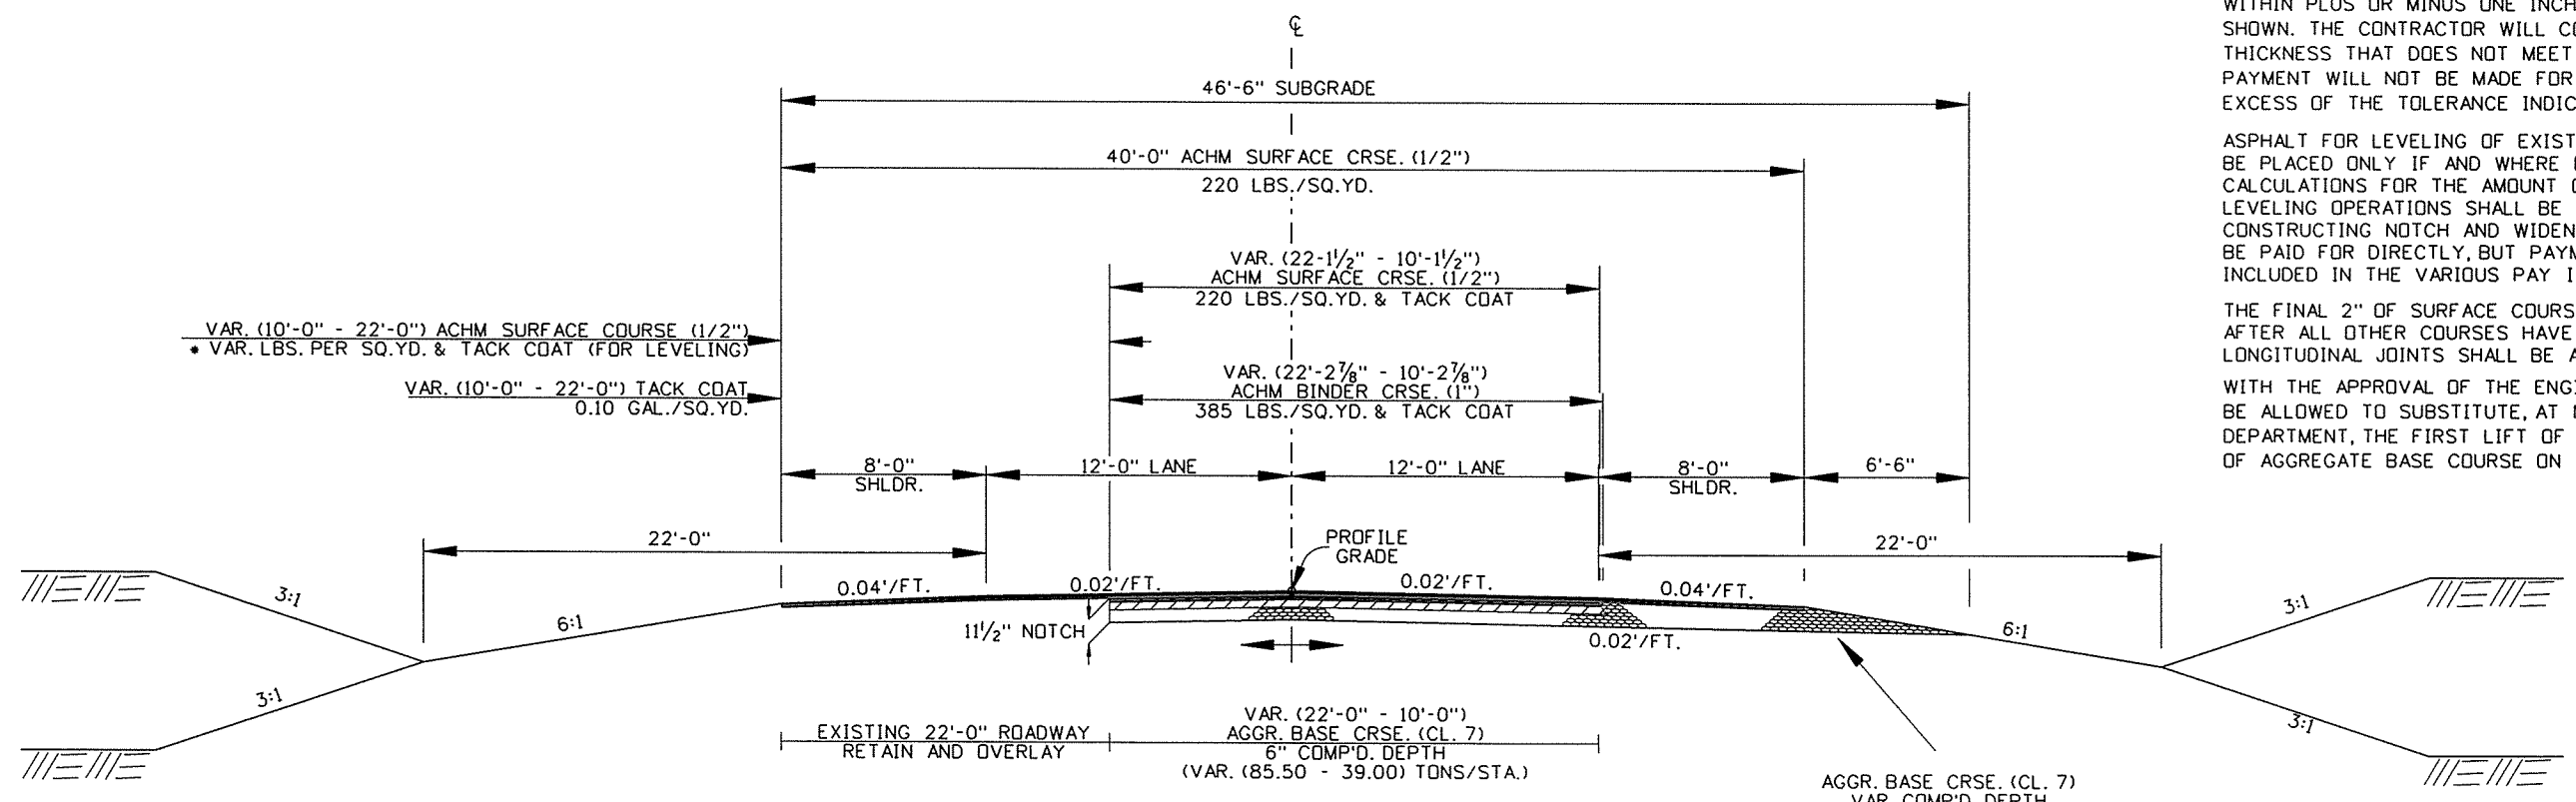 ℄
46'-6" SUBGRADE
40'-0" ACHM SURFACE CRSE. (1/2")
220 LBS./SQ.YD.
VAR. (22-1½" - 10'-1½")
ACHM SURFACE CRSE. (1/2")
220 LBS./SQ.YD. & TACK COAT
VAR. (10'-0" - 22'-0") ACHM SURFACE COURSE (1/2")
* VAR. LBS. PER SQ.YD. & TACK COAT (FOR LEVELING)
VAR. (22'-2⅞" - 10'-2⅞")
ACHM BINDER CRSE. (1")
385 LBS./SQ.YD. & TACK COAT
VAR. (10'-0" - 22'-0") TACK COAT
0.10 GAL./SQ.YD.
8'-0"
SHLDR.
12'-0" LANE
12'-0" LANE
8'-0"
SHLDR.
6'-6"
22'-0"
PROFILE
GRADE
22'-0"
3:1
6:1
0.04'/FT.
0.02'/FT.
0.02'/FT.
0.04'/FT.
6:1
3:1
11½" NOTCH
0.02'/FT.
3:1
3:1
EXISTING 22'-0" ROADWAY
RETAIN AND OVERLAY
VAR. (22'-0" - 10'-0")
AGGR. BASE CRSE. (CL. 7)
6" COMP'D. DEPTH
(VAR. (85.50 - 39.00) TONS/STA.)
AGGR. BASE CRSE. (CL. 7)
VAR. COMP'D. DEPTH
WITHIN PLUS OR MINUS ONE INCH
SHOWN. THE CONTRACTOR WILL
THICKNESS THAT DOES NOT MEET
PAYMENT WILL NOT BE MADE FOR
EXCESS OF THE TOLERANCE
ASPHALT FOR LEVELING OF
BE PLACED ONLY IF AND WHERE
CALCULATIONS FOR THE AMOUNT
LEVELING OPERATIONS SHALL BE
CONSTRUCTING NOTCH AND
BE PAID FOR DIRECTLY, BUT
INCLUDED IN THE VARIOUS PAY
THE FINAL 2" OF SURFACE
AFTER ALL OTHER COURSES HAVE
LONGITUDINAL JOINTS SHALL BE
WITH THE APPROVAL OF THE
BE ALLOWED TO SUBSTITUTE, AT
DEPARTMENT, THE FIRST LIFT OF
OF AGGREGATE BASE COURSE ON